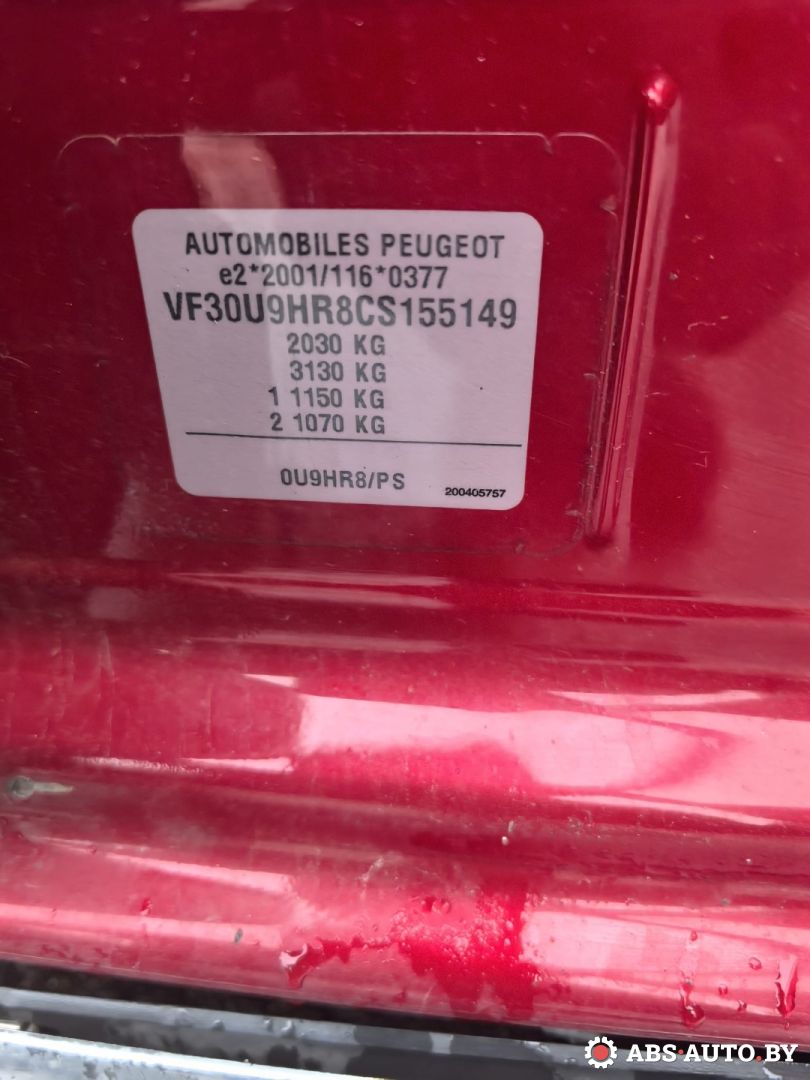 AUTOMOBILES PEUGEOT
e2*2001/116*0377
VF30U9HR8CS155149
2030 KG
3130 KG
1 1150 KG
2 1070 KG
0U9HR8/PS
200405757
ABS-AUTO.BY